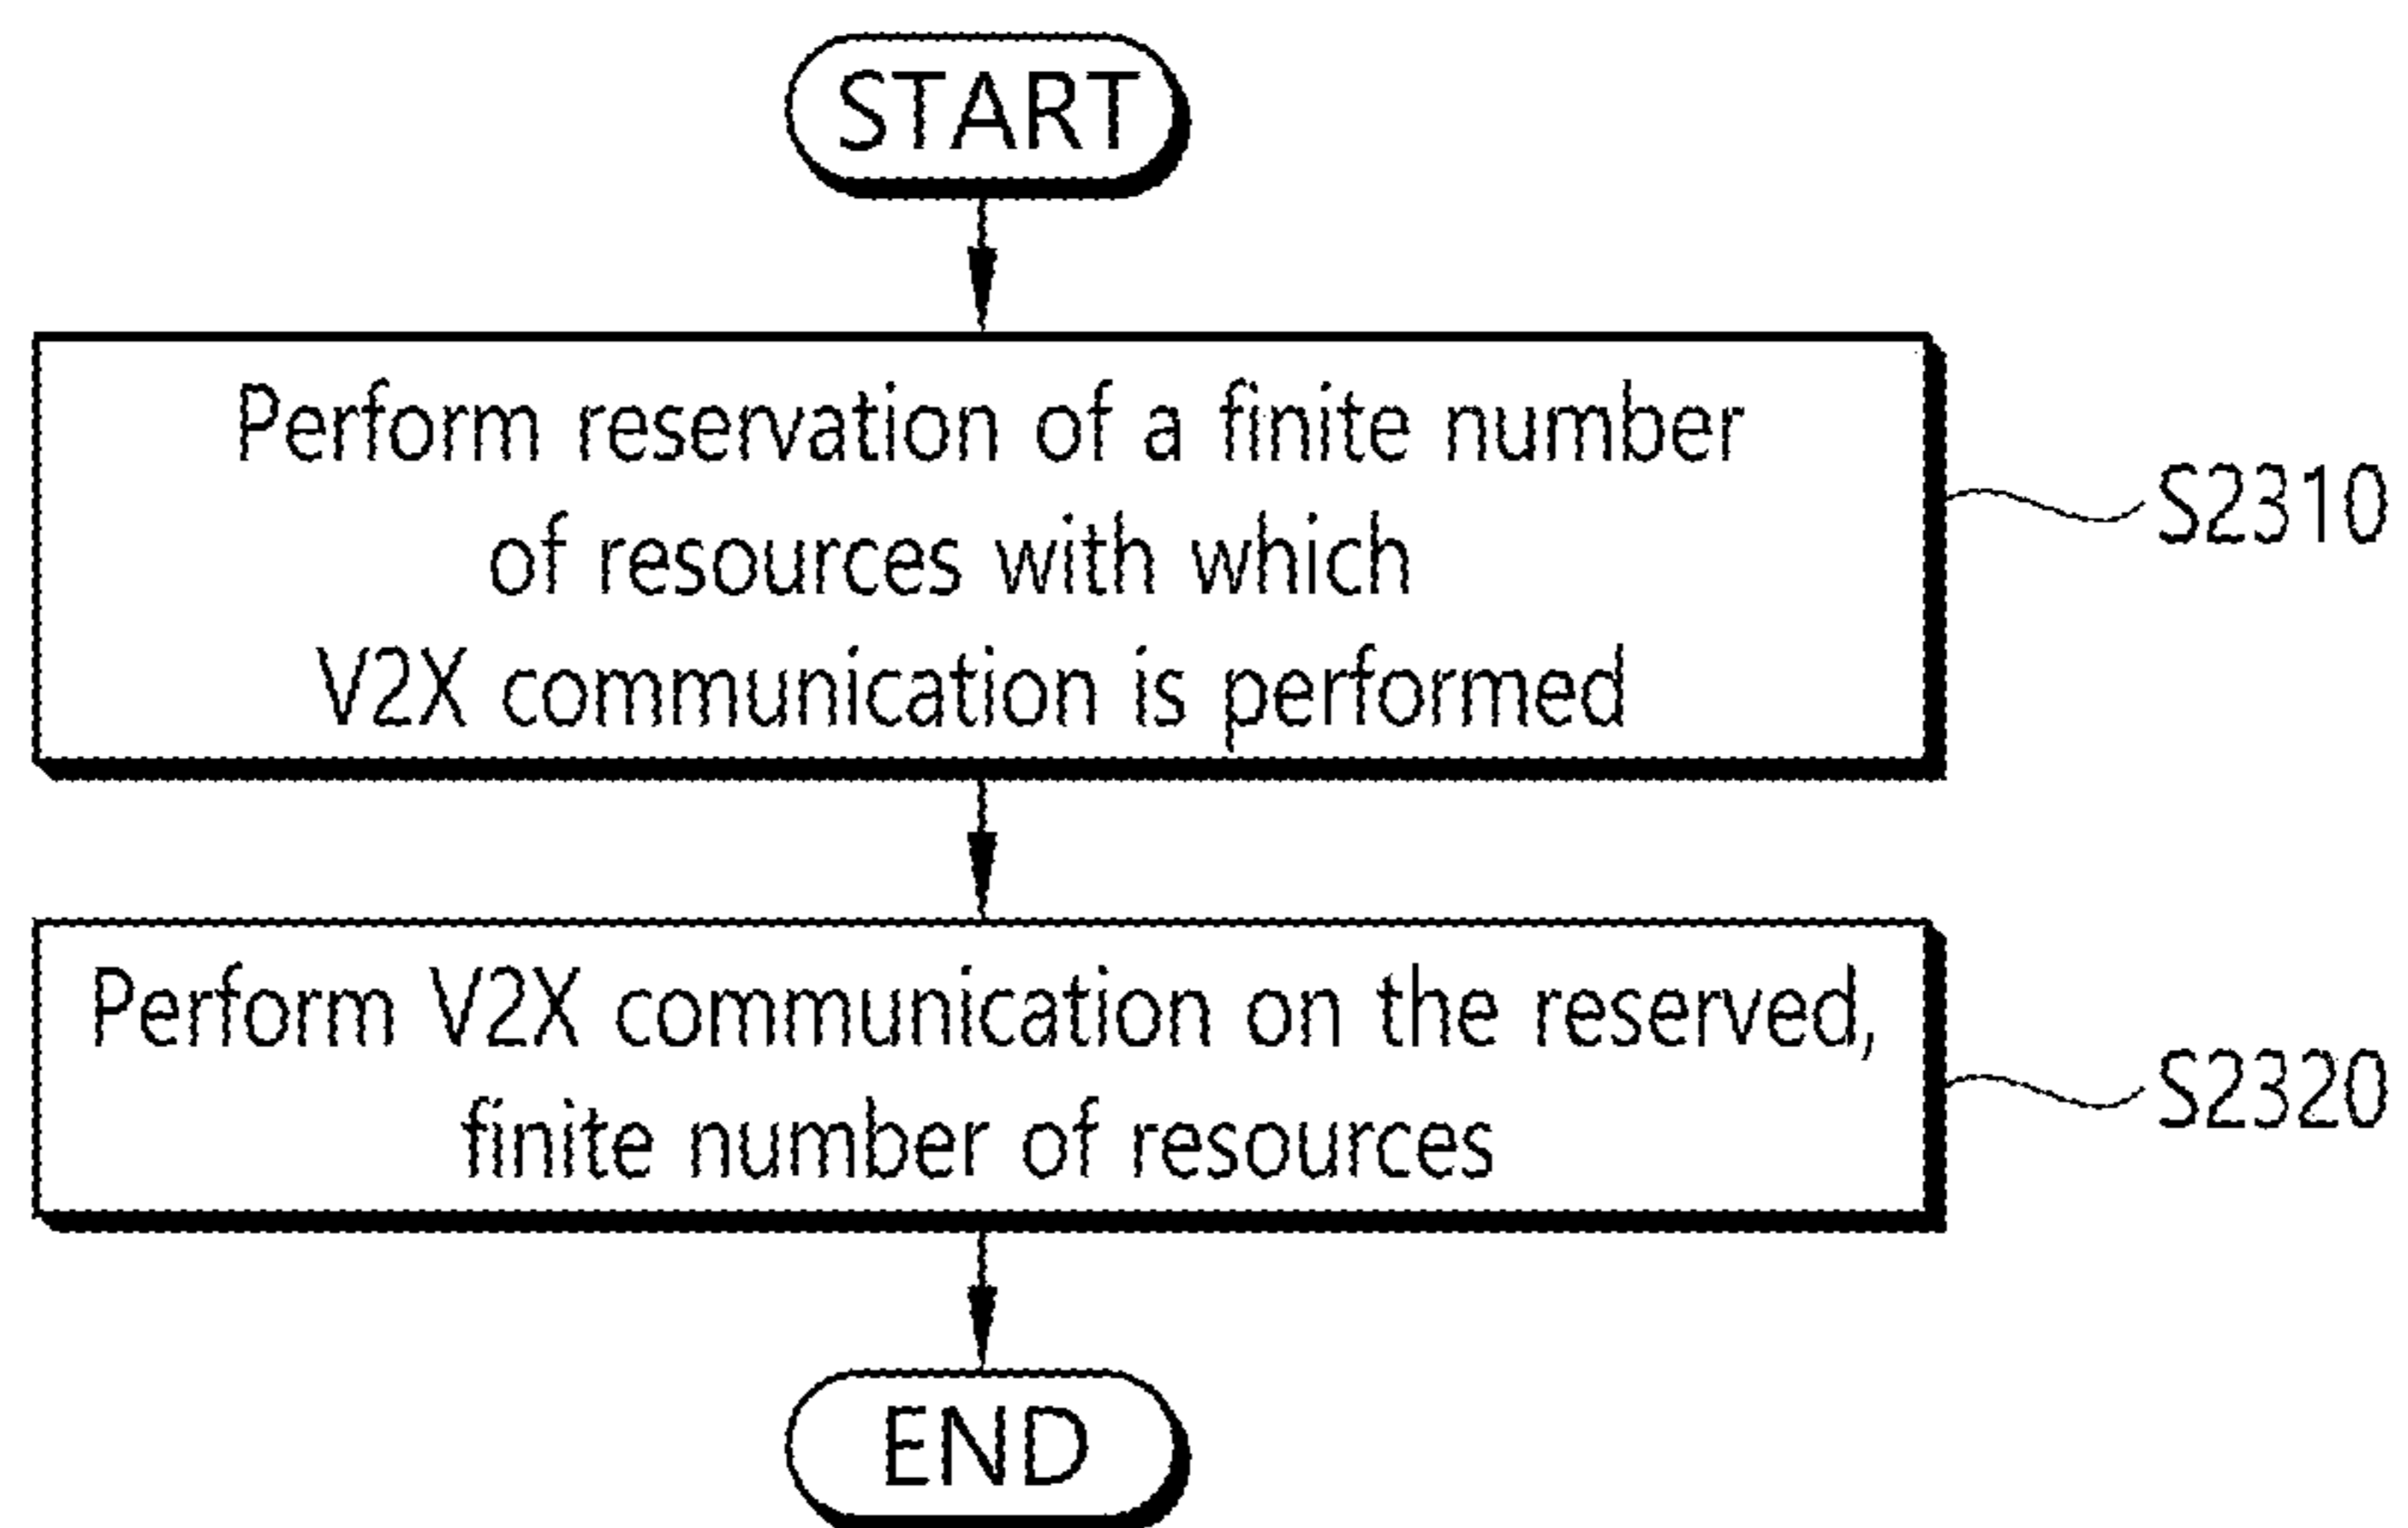 START
Perform reservation of a finite number
of resources with which
V2X communication is performed
S2310
Perform V2X communication on the reserved,
finite number of resources
S2320
END